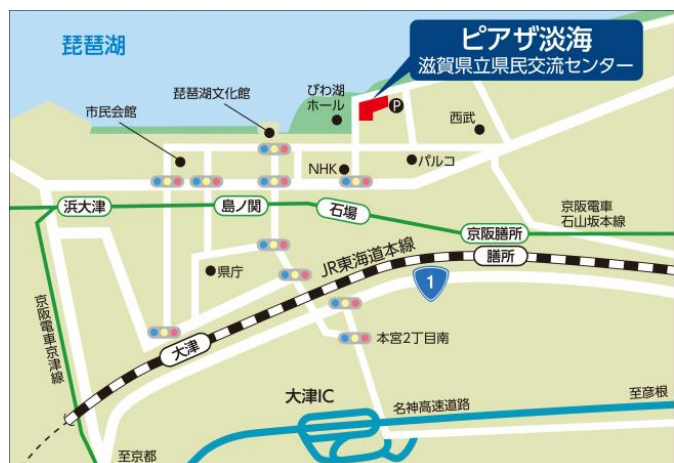 琵琶湖
ピアザ淡海
滋賀県立県民交流センター
琵琶湖文化館
びわ湖
ホール
P
市民会館
西武
NHK
パルコ
浜大津
島ノ関
石場
京阪膳所
京阪電車
石山坂本線
膳所
JR東海道本線
県庁
1
京阪電車京津線
大津
本宮2丁目南
大津IC
名神高速道路
至彦根
至京都